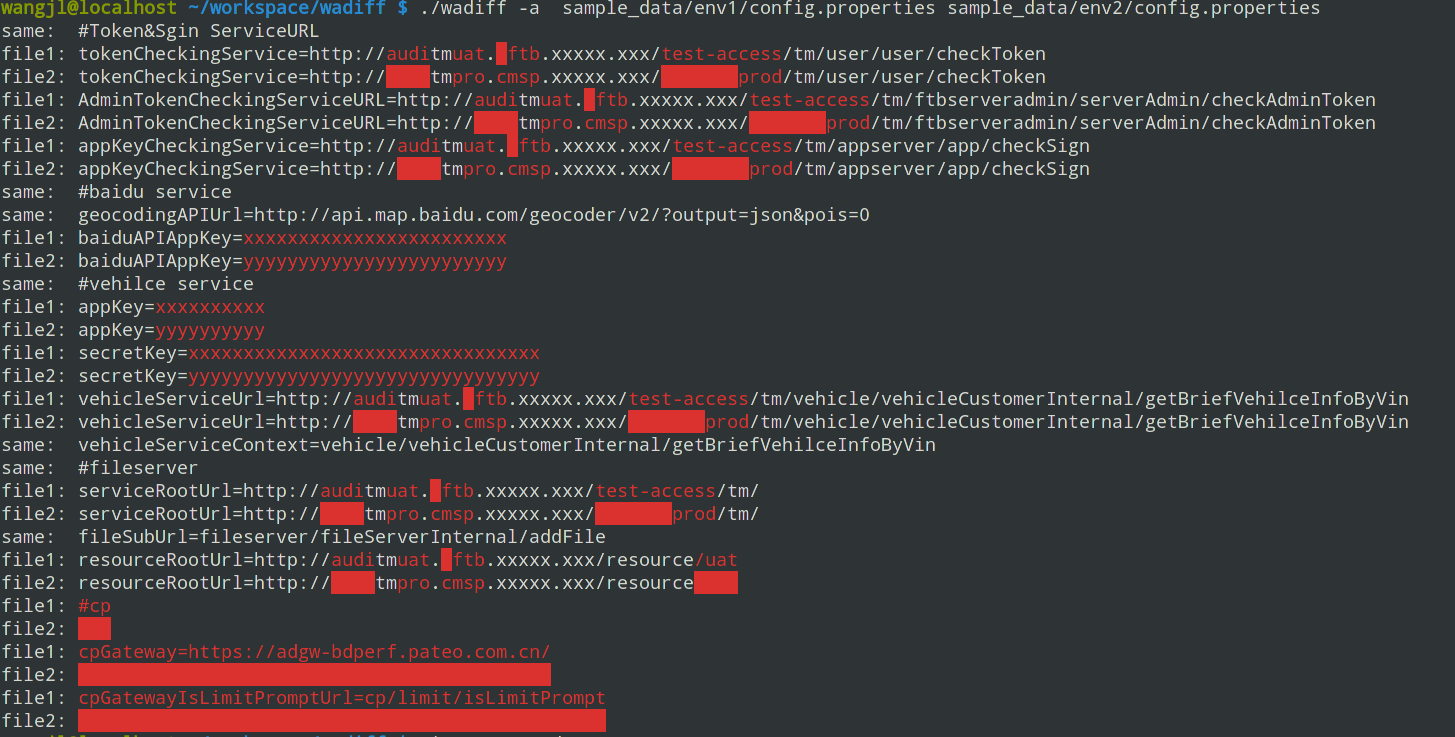 wangjl@localhost ~/workspace/wadiff $ ./wadiff -a  sample_data/env1/config.properties sample_data/env2/config.properties
same:  #Token&Sgin ServiceURL
file1: tokenCheckingService=http://auditmuat. ftb.xxxxx.xxx/test-access/tm/user/user/checkToken
file2: tokenCheckingService=http://    tmpro.cmsp.xxxxx.xxx/       prod/tm/user/user/checkToken
file1: AdminTokenCheckingServiceURL=http://auditmuat. ftb.xxxxx.xxx/test-access/tm/ftbserveradmin/serverAdmin/checkAdminToken
file2: AdminTokenCheckingServiceURL=http://    tmpro.cmsp.xxxxx.xxx/       prod/tm/ftbserveradmin/serverAdmin/checkAdminToken
file1: appKeyCheckingService=http://auditmuat. ftb.xxxxx.xxx/test-access/tm/appserver/app/checkSign
file2: appKeyCheckingService=http://    tmpro.cmsp.xxxxx.xxx/       prod/tm/appserver/app/checkSign
same:  #baidu service
same:  geocodingAPIUrl=http://api.map.baidu.com/geocoder/v2/?output=json&pois=0
file1: baiduAPIAppKey=xxxxxxxxxxxxxxxxxxxxxxxx
file2: baiduAPIAppKey=yyyyyyyyyyyyyyyyyyyyyyyy
same:  #vehilce service
file1: appKey=xxxxxxxxxx
file2: appKey=yyyyyyyyyy
file1: secretKey=xxxxxxxxxxxxxxxxxxxxxxxxxxxxxxxx
file2: secretKey=yyyyyyyyyyyyyyyyyyyyyyyyyyyyyyyy
file1: vehicleServiceUrl=http://auditmuat. ftb.xxxxx.xxx/test-access/tm/vehicle/vehicleCustomerInternal/getBriefVehilceInfoByVin
file2: vehicleServiceUrl=http://    tmpro.cmsp.xxxxx.xxx/       prod/tm/vehicle/vehicleCustomerInternal/getBriefVehilceInfoByVin
same:  vehicleServiceContext=vehicle/vehicleCustomerInternal/getBriefVehilceInfoByVin
same:  #fileserver
file1: serviceRootUrl=http://auditmuat. ftb.xxxxx.xxx/test-access/tm/
file2: serviceRootUrl=http://    tmpro.cmsp.xxxxx.xxx/       prod/tm/
same:  fileSubUrl=fileserver/fileServerInternal/addFile
file1: resourceRootUrl=http://auditmuat. ftb.xxxxx.xxx/resource/uat
file2: resourceRootUrl=http://    tmpro.cmsp.xxxxx.xxx/resource
file1: #cp
file2:
file1: cpGateway=https://adgw-bdperf.pateo.com.cn/
file2:
file1: cpGatewayIsLimitPromptUrl=cp/limit/isLimitPrompt
file2: